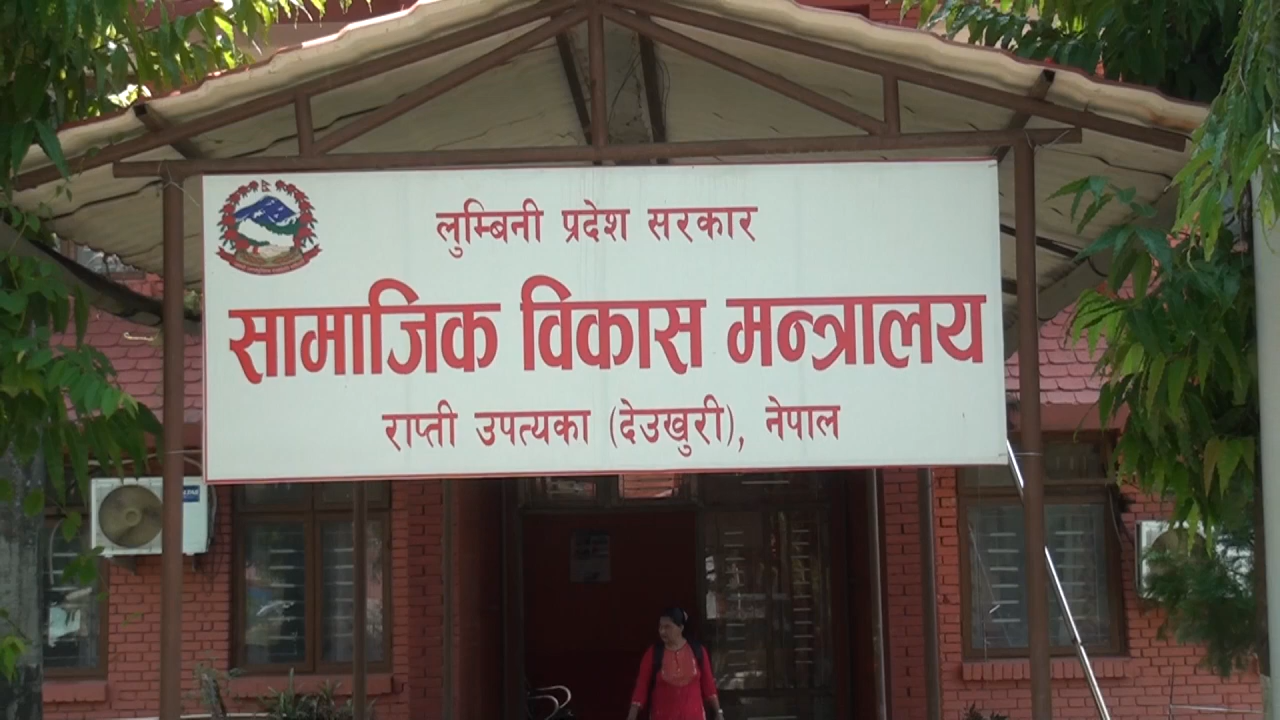 लुम्बिनी प्रदेश सरकार
सामाजिक विकास मन्त्रालय
राप्ती उपत्यका (देउखुरी), नेपाल